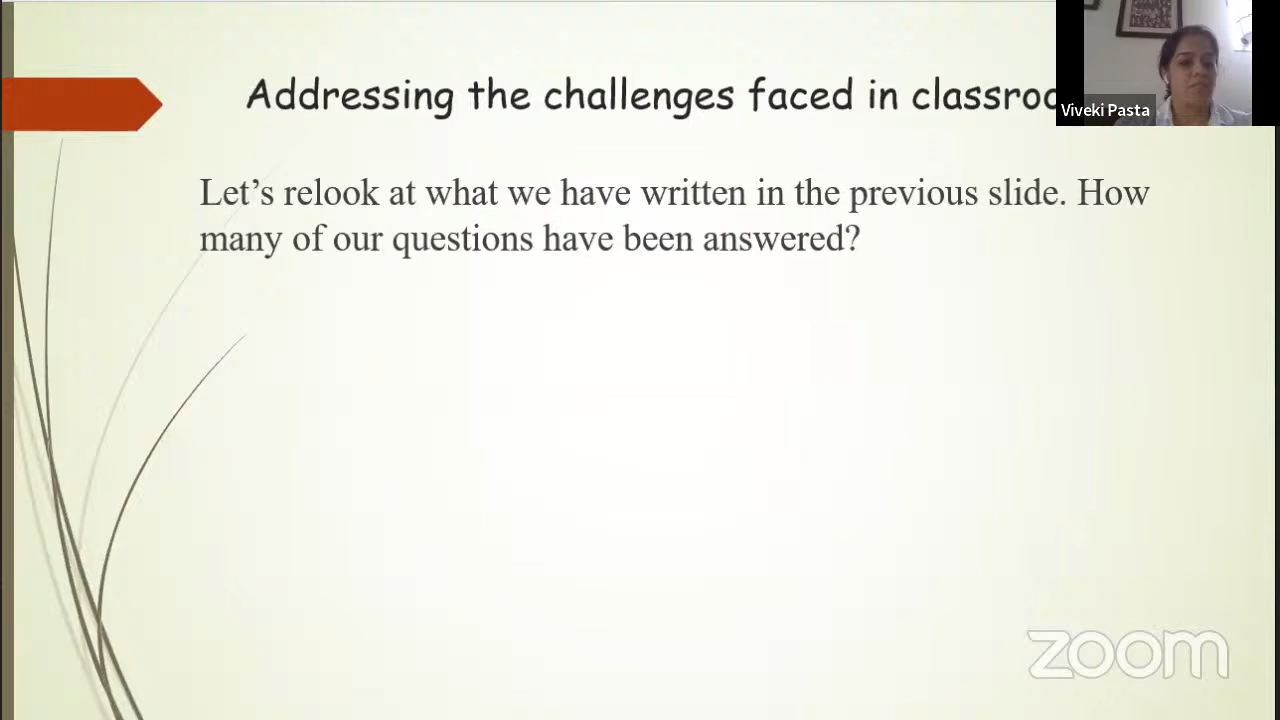 Addressing the challenges faced in
Viveki Pasta
Let's relook at what we have written in the previous slide. How
many of our questions have been answered?
zoom